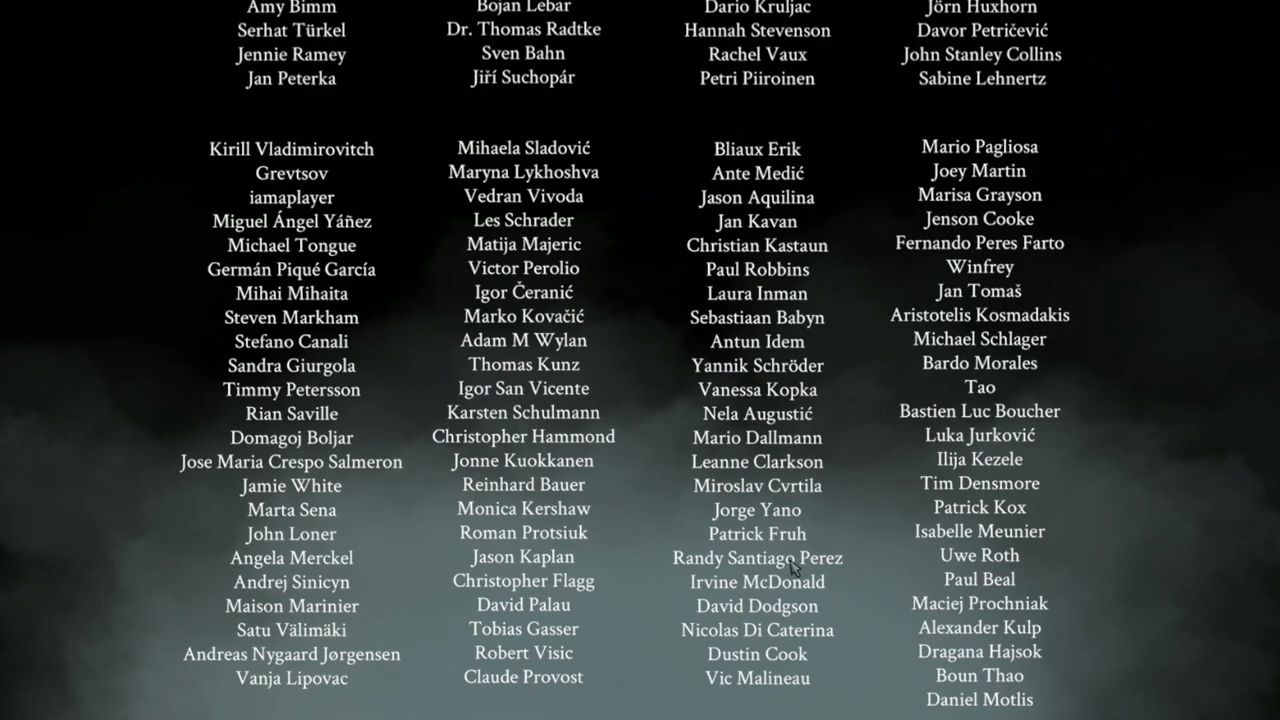 Amy Bimm
Serhat Türkel
Jennie Ramey
Jan Peterka
Bojan Lebar
Dr. Thomas Radtke
Sven Bahn
Jiří Suchopár
Dario Kruljac
Hannah Stevenson
Rachel Vaux
Petri Piiroinen
Jörn Huxhorn
Davor Petričević
John Stanley Collins
Sabine Lehnertz
Kirill Vladimirovitch
Grevtsov
iamaplayer
Miguel Ángel Yáñez
Michael Tongue
Germán Piqué García
Mihai Mihaita
Steven Markham
Stefano Canali
Sandra Giurgola
Timmy Petersson
Rian Saville
Domagoj Boljar
Jose Maria Crespo Salmeron
Jamie White
Marta Sena
John Loner
Angela Merckel
Andrej Sinicyn
Maison Marinier
Satu Välimäki
Andreas Nygaard Jørgensen
Vanja Lipovac
Mihaela Sladović
Maryna Lykhoshva
Vedran Vivoda
Les Schrader
Matija Majeric
Victor Perolio
Igor Čeranić
Marko Kovačić
Adam M Wylan
Thomas Kunz
Igor San Vicente
Karsten Schulmann
Christopher Hammond
Jonne Kuokkanen
Reinhard Bauer
Monica Kershaw
Roman Protsiuk
Jason Kaplan
Christopher Flagg
David Palau
Tobias Gasser
Robert Visic
Claude Provost
Bliaux Erik
Ante Medić
Jason Aquilina
Jan Kavan
Christian Kastaun
Paul Robbins
Laura Inman
Sebastiaan Babyn
Antun Idem
Yannik Schröder
Vanessa Kopka
Nela Augustić
Mario Dallmann
Leanne Clarkson
Miroslav Cvrtila
Jorge Yano
Patrick Fruh
Randy Santiago Perez
Irvine McDonald
David Dodgson
Nicolas Di Caterina
Dustin Cook
Vic Malineau
Mario Pagliosa
Joey Martin
Marisa Grayson
Jenson Cooke
Fernando Peres Farto
Winfrey
Jan Tomaš
Aristotelis Kosmadakis
Michael Schlager
Bardo Morales
Tao
Bastien Luc Boucher
Luka Jurković
Ilija Kezele
Tim Densmore
Patrick Kox
Isabelle Meunier
Uwe Roth
Paul Beal
Maciej Prochniak
Alexander Kulp
Dragana Hajsok
Boun Thao
Daniel Motlis